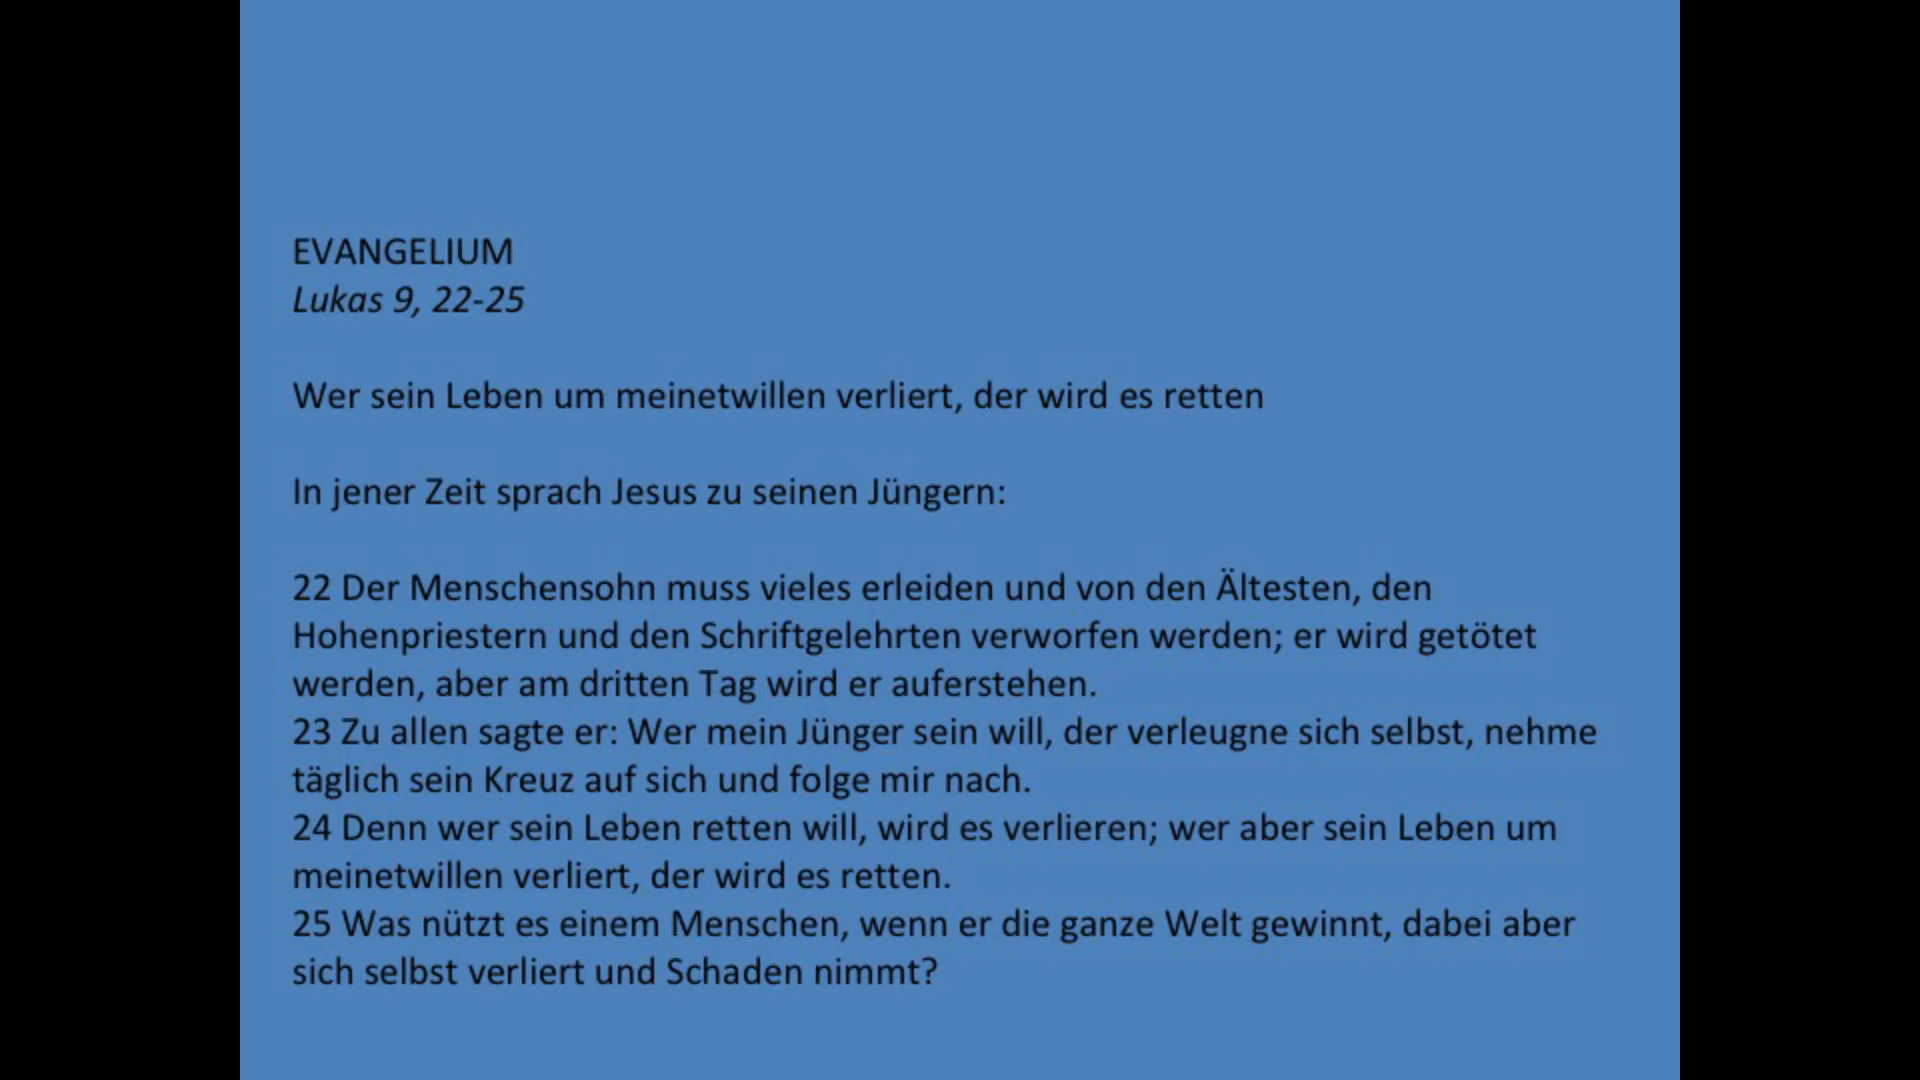 EVANGELIUM
Lukas 9, 22-25
Wer sein Leben um meinetwillen verliert, der wird es retten
In jener Zeit sprach Jesus zu seinen Jüngern:
22 Der Menschensohn muss vieles erleiden und von den Ältesten, den
Hohenpriestern und den Schriftgelehrten verworfen werden; er wird getötet
werden, aber am dritten Tag wird er auferstehen.
23 Zu allen sagte er: Wer mein Jünger sein will, der verleugne sich selbst, nehme
täglich sein Kreuz auf sich und folge mir nach.
24 Denn wer sein Leben retten will, wird es verlieren; wer aber sein Leben um
meinetwillen verliert, der wird es retten.
25 Was nützt es einem Menschen, wenn er die ganze Welt gewinnt, dabei aber
sich selbst verliert und Schaden nimmt?